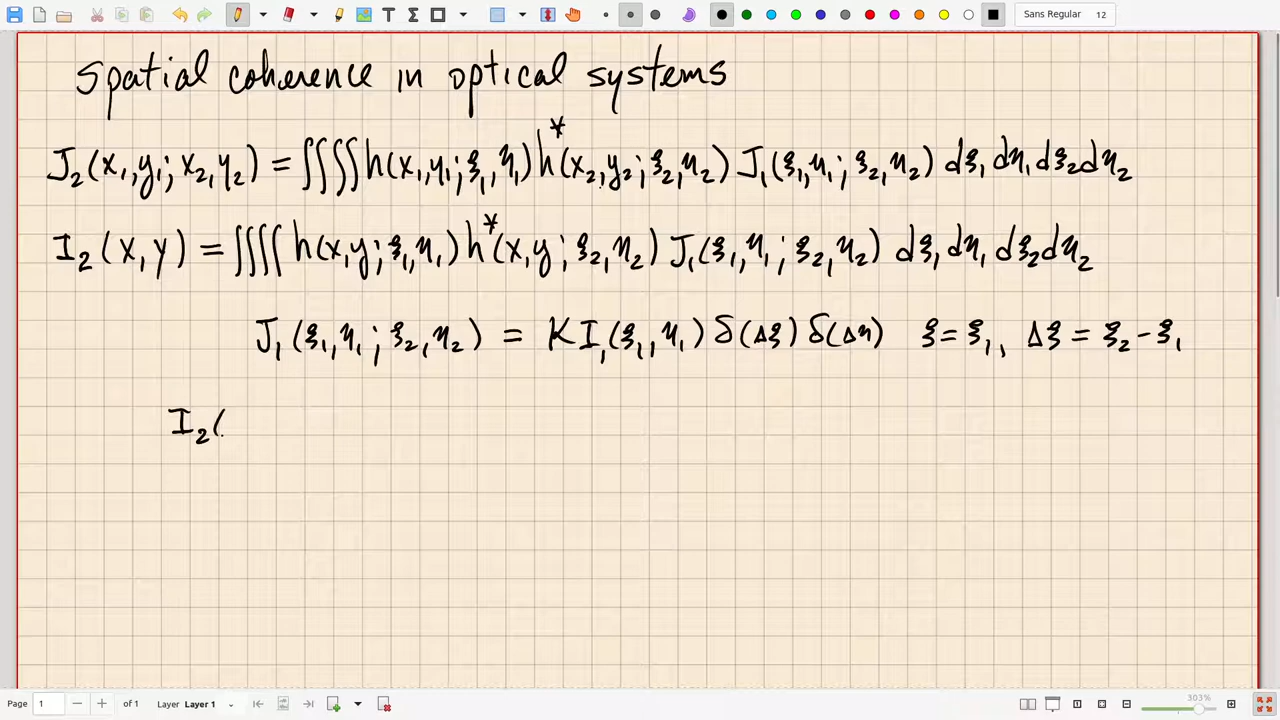 Sans Regular 12
Spatial coherence in optical systems
J₂(x₁,y₁; x₂,y₂) = ∫∫∫∫ h(x₁,y₁; ξ₁,η₁) h*(x₂,y₂; ξ₂,η₂) J₁(ξ₁,η₁; ξ₂,η₂) dξ₁dη₁dξ₂dη₂
I₂(x,y) = ∫∫∫∫ h(x,y; ξ₁,η₁) h*(x,y; ξ₂,η₂) J₁(ξ₁,η₁; ξ₂,η₂) dξ₁dη₁dξ₂dη₂
J₁(ξ₁,η₁; ξ₂,η₂) = K I₁(ξ₁,η₁) δ(Δξ) δ(Δη) ξ=ξ₁, Δξ = ξ₂-ξ₁
I₂(
Page 1 of 1 Layer Layer 1 303%